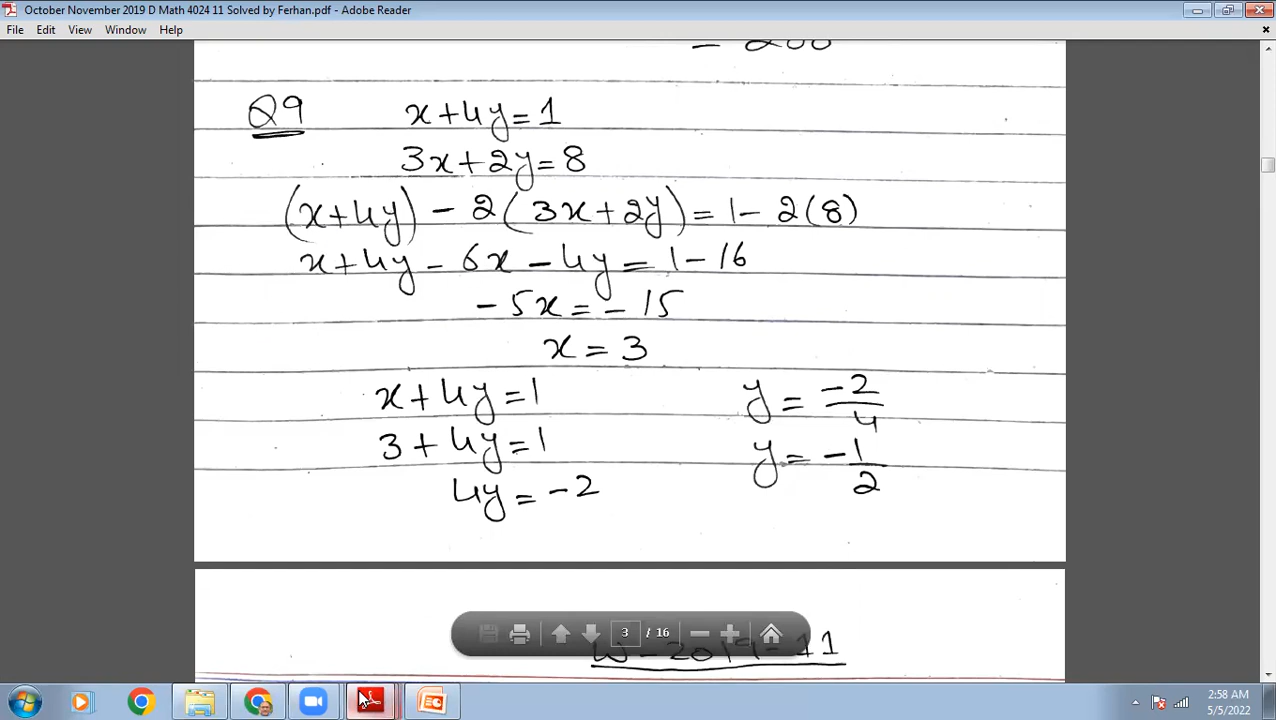 October November 2019 D Math 4024 11 Solved by Ferhan.pdf - Adobe Reader
File Edit View Window Help
= 200
Q9 x+4y=1
3x+2y=8
(x+4y) - 2(3x+2y)=1-2(8)
x+4y-6x-4y=1-16
-5x=-15
x=3
x+4y=1
3+4y=1
4y=-2
y=-2/4
y=-1/2
3 / 16
W-2019-11
2:58 AM
5/5/2022